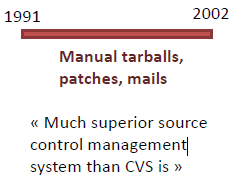 1991 2002
Manual tarballs,
patches, mails
« Much superior source
control management
system than CVS is »